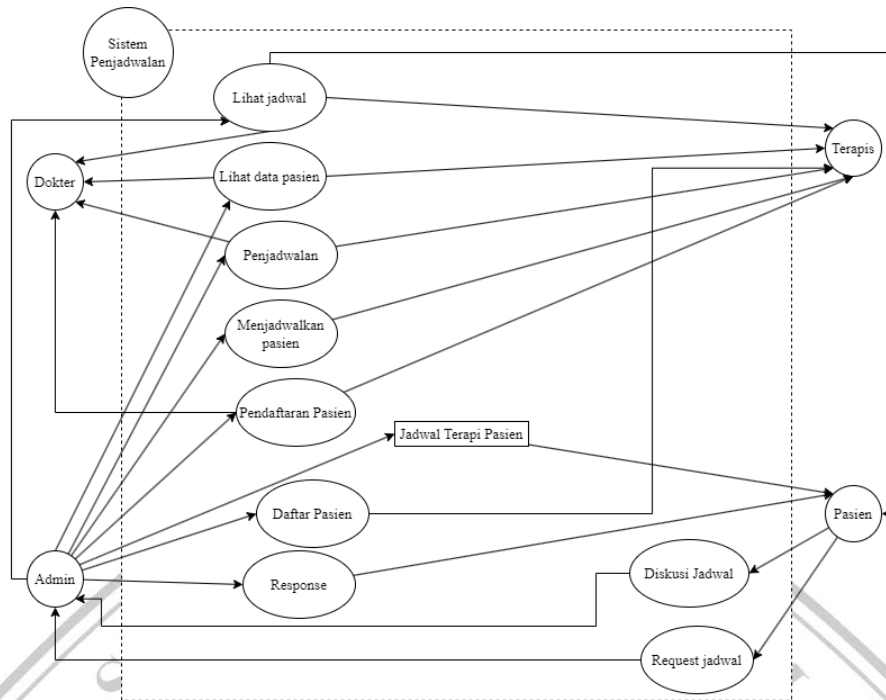 Sistem
Penjadwalan
Lihat jadwal
Terapis
Dokter
Lihat data pasien
Penjadwalan
Menjadwalkan
pasien
Pendaftaran Pasien
Jadwal Terapi Pasien
Daftar Pasien
Pasien
Admin
Response
Diskusi Jadwal
Request jadwal